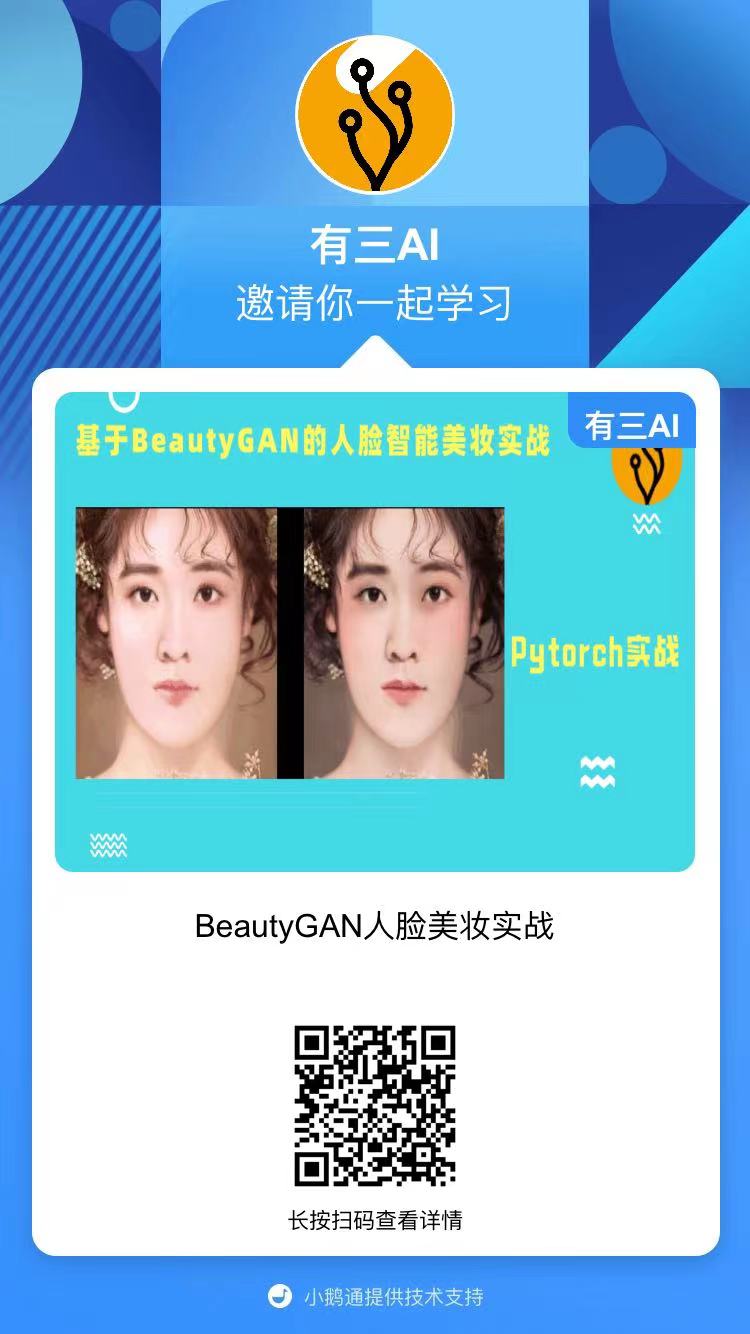 有三AI
邀请你一起学习
有三AI
基于BeautyGAN的人脸智能美妆实战
Pytorch实战
BeautyGAN人脸美妆实战
长按扫码查看详情
小鹅通提供技术支持